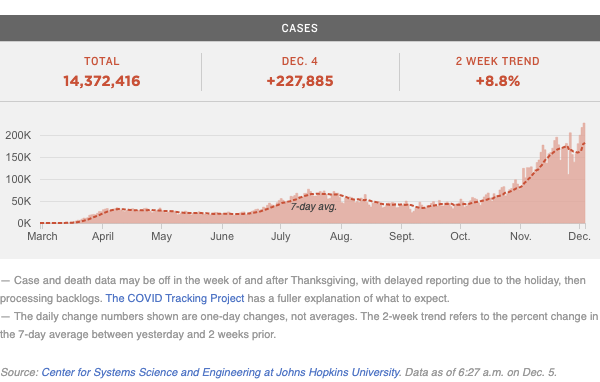 CASES
TOTAL DEC. 4 2 WEEK TREND
14,372,416 +227,885 +8.8%
200K
150K
100K
50K
7-day avg.
0K
March April May June July Aug. Sept. Oct. Nov. Dec.
— Case and death data may be off in the week of and after Thanksgiving, with delayed reporting due to the holiday, then
processing backlogs. The COVID Tracking Project has a fuller explanation of what to expect.
— The daily change numbers shown are one-day changes, not averages. The 2-week trend refers to the percent change in
the 7-day average between yesterday and 2 weeks prior.
Source: Center for Systems Science and Engineering at Johns Hopkins University. Data as of 6:27 a.m. on Dec. 5.